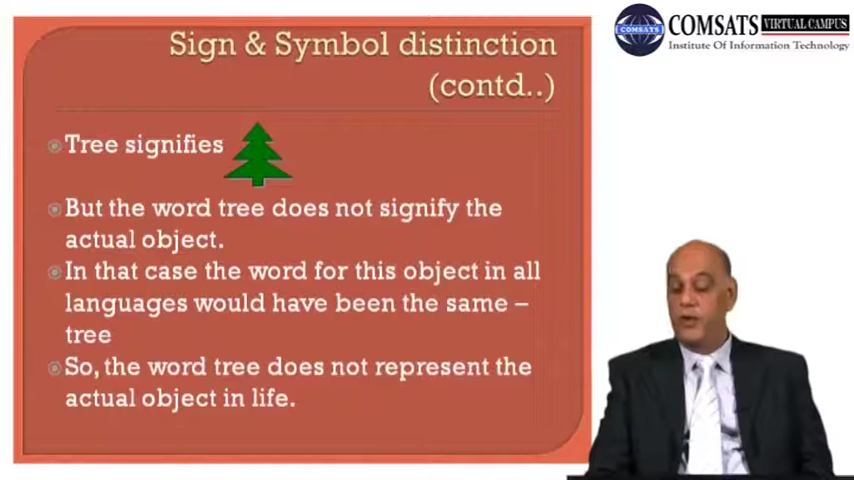 Sign & Symbol distinction
(contd..)
Tree signifies
But the word tree does not signify the
actual object.
In that case the word for this object in all
languages would have been the same –
tree
So, the word tree does not represent the
actual object in life.
COMSATS
COMSATS VIRTUAL CAMPUS
Institute Of Information Technology